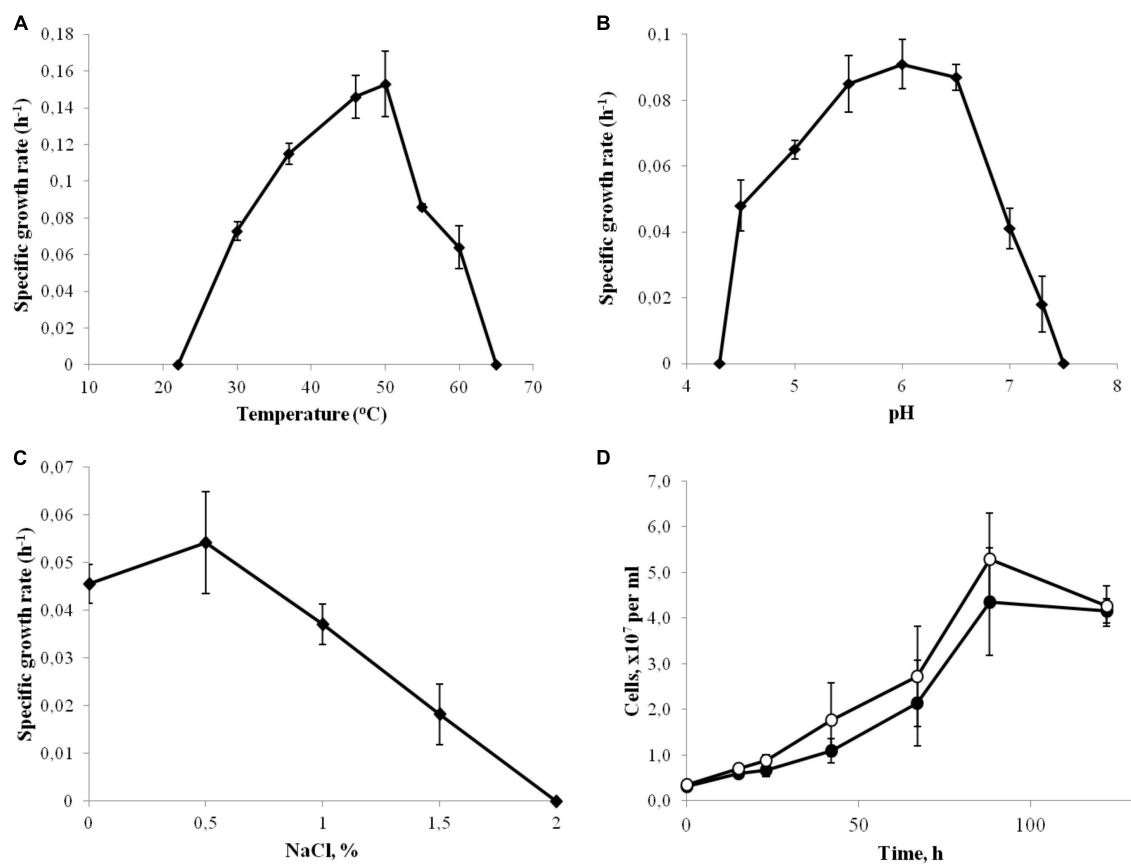 A
Specific growth rate (h-1)
0,18
0,16
0,14
0,12
0,1
0,08
0,06
0,04
0,02
0
10 20 30 40 50 60 70
Temperature (°C)
B
Specific growth rate (h-1)
0,1
0,08
0,06
0,04
0,02
0
4 5 6 7 8
pH
C
Specific growth rate (h-1)
0,07
0,06
0,05
0,04
0,03
0,02
0,01
0
0 0,5 1 1,5 2
NaCl, %
D
Cells, x10⁷ per ml
7,0
6,0
5,0
4,0
3,0
2,0
1,0
0,0
0 50 100
Time, h